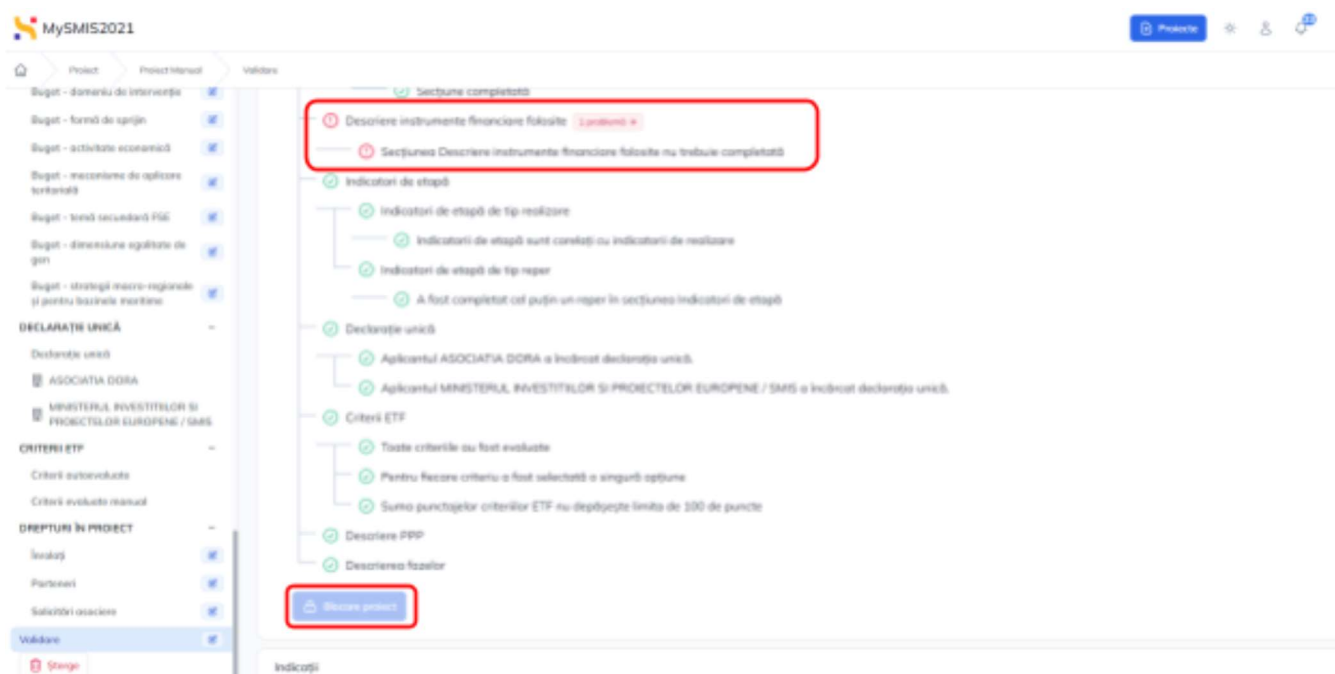 MySMIS2021
Proiecte
Proiect
Proiect Manual
Validare
Buget - domeniu de intervenție
Buget - formă de sprijin
Buget - activitate economică
Buget - mecanisme de aplicare
teritorială
Buget - temă secundară FSE
Buget - dimensiune egalitate de
gen
Buget - strategii macro-regionale
și pentru bazinele maritime
DECLARAȚIE UNICĂ
Declarație unică
ASOCIATIA DORA
MINISTERUL INVESTITIILOR SI
PROIECTELOR EUROPENE / SMIS
CRITERII ETF
Criterii autoevaluate
Criterii evaluate manual
DREPTURI ÎN PROIECT
Învitați
Parteneri
Solicitări asociere
Validare
Șterge
Secțiune completată
Descriere instrumente financiare folosite 1 problemă
Secțiunea Descriere instrumente financiare folosite nu trebuie completată
Indicatori de etapă
Indicatori de etapă de tip realizare
Indicatorii de etapă sunt corelați cu indicatorii de realizare
Indicatori de etapă de tip reper
A fost completat cel puțin un reper în secțiunea Indicatori de etapă
Declarație unică
Aplicantul ASOCIATIA DORA a încărcat declarația unică.
Aplicantul MINISTERUL INVESTITIILOR SI PROIECTELOR EUROPENE / SMIS a încărcat declarația unică.
Criterii ETF
Toate criteriile au fost evaluate
Pentru fiecare criteriu a fost selectată o singură opțiune
Suma punctajelor criteriilor ETF nu depășește limita de 100 de puncte
Descriere PPP
Descrierea fazelor
Blocare proiect
Indicații